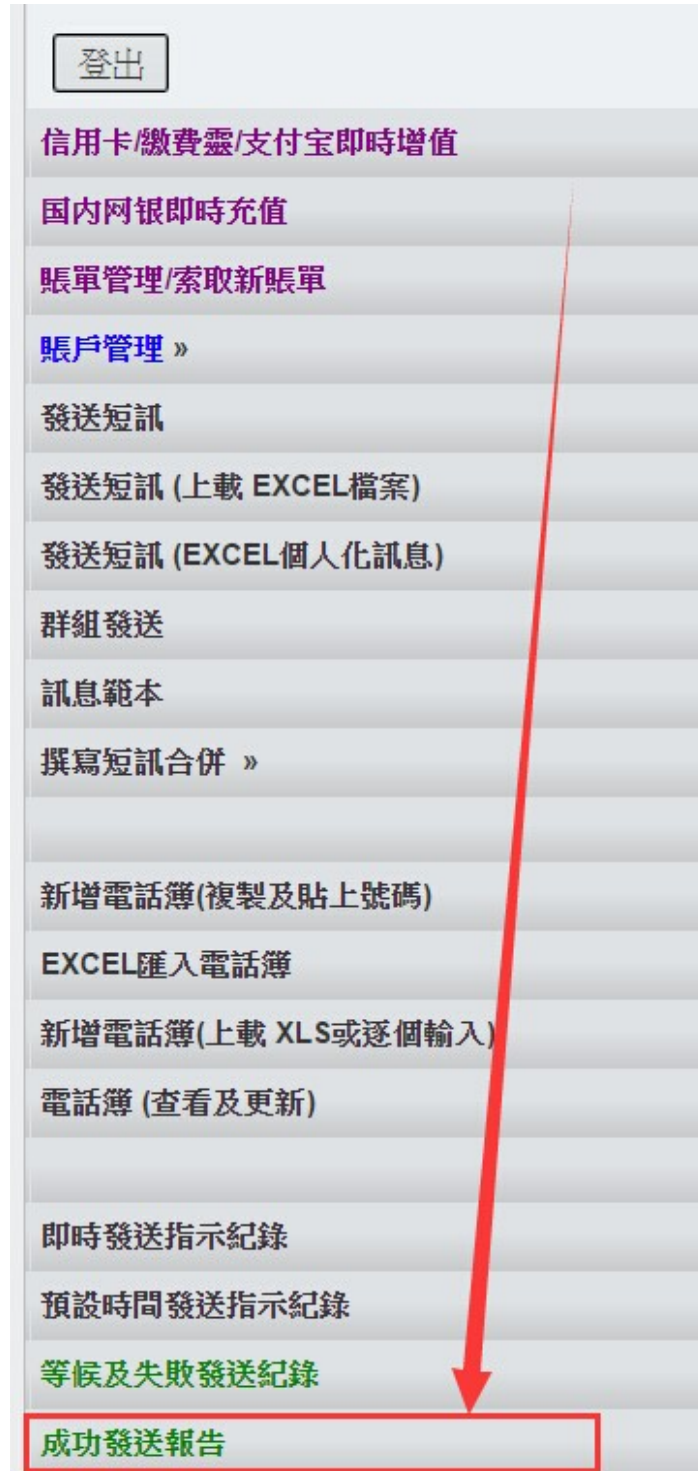 登出
信用卡/繳費靈/支付宝即時增值
国内网银即時充值
賬單管理/索取新賬單
賬戶管理 »
發送短訊
發送短訊 (上載 EXCEL檔案)
發送短訊 (EXCEL個人化訊息)
群組發送
訊息範本
撰寫短訊合併 »
新增電話簿(複製及貼上號碼)
EXCEL匯入電話簿
新增電話簿(上載 XLS或逐個輸入)
電話簿 (查看及更新)
即時發送指示紀錄
預設時間發送指示紀錄
等候及失敗發送紀錄
成功發送報告